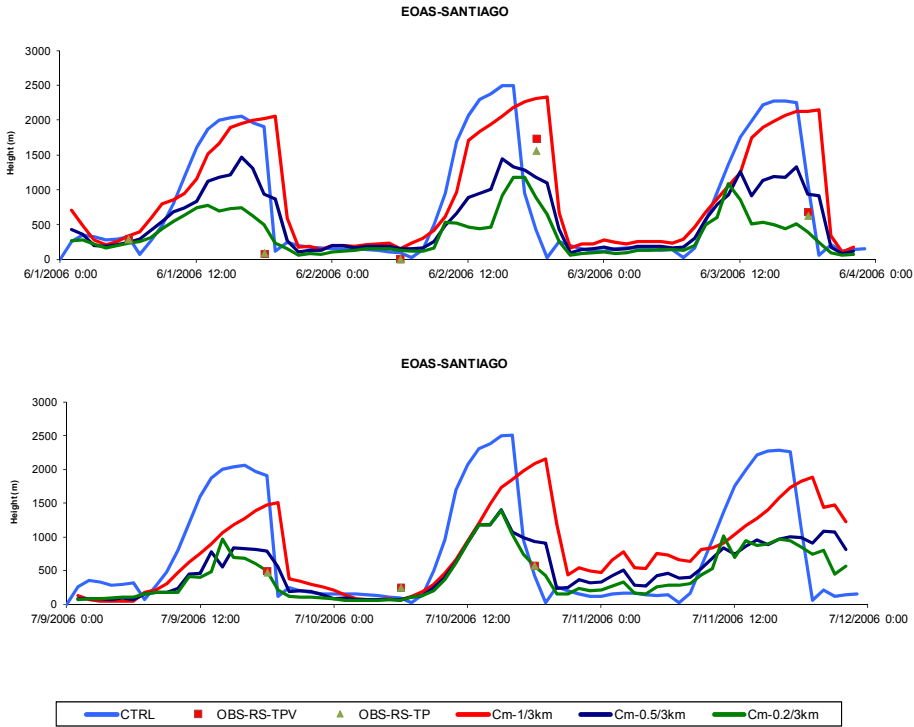 EOAS-SANTIAGO
3000
2500
2000
1500
1000
500
0
Height (m)
6/1/2006 0:00 6/1/2006 12:00 6/2/2006 0:00 6/2/2006 12:00 6/3/2006 0:00 6/3/2006 12:00 6/4/2006 0:00
EOAS-SANTIAGO
3000
2500
2000
1500
1000
500
0
Height (m)
7/9/2006 0:00 7/9/2006 12:00 7/10/2006 0:00 7/10/2006 12:00 7/11/2006 0:00 7/11/2006 12:00 7/12/2006 0:00
CTRL OBS-RS-TPV OBS-RS-TP Cm-1/3km Cm-0.5/3km Cm-0.2/3km